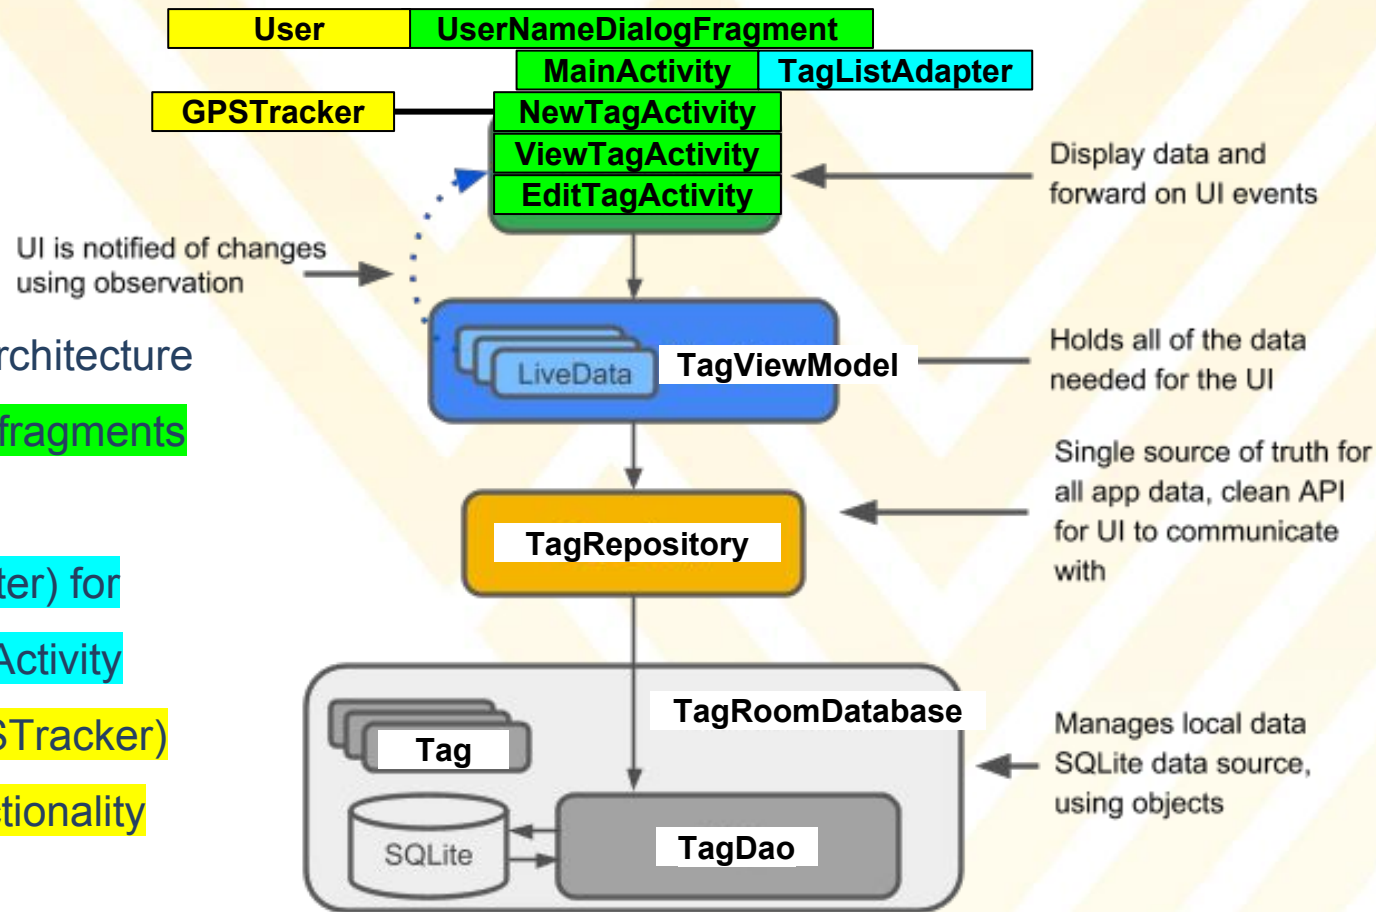 User UserNameDialogFragment
MainActivity TagListAdapter
GPSTracker NewTagActivity
ViewTagActivity
EditTagActivity
Display data and
forward on UI events
UI is notified of changes
using observation
rchitecture
fragments
ter) for
Activity
STracker)
ctionality
LiveData TagViewModel
Holds all of the data
needed for the UI
TagRepository
Single source of truth for
all app data, clean API
for UI to communicate
with
TagRoomDatabase
Tag
SQLite
TagDao
Manages local data
SQLite data source,
using objects